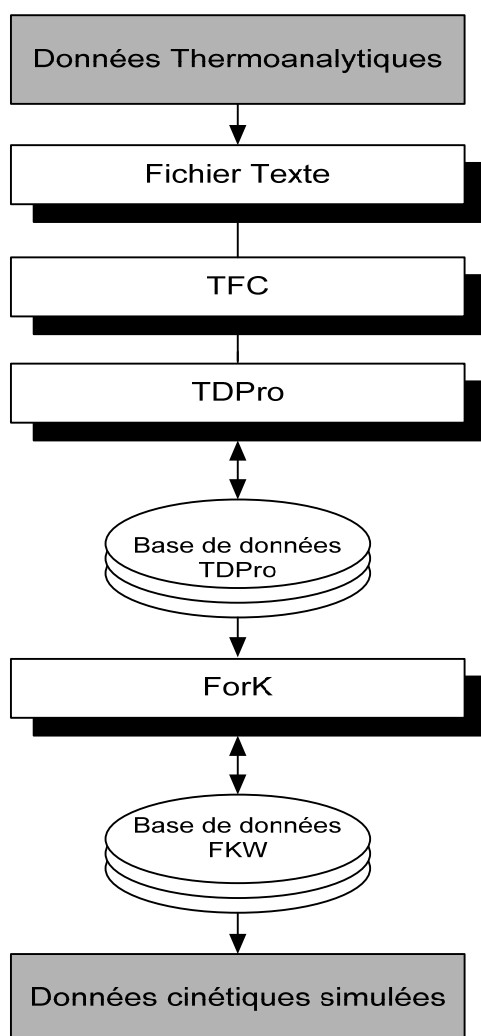 Données Thermoanalytiques
Fichier Texte
TFC
TDPro
Base de données
TDPro
ForK
Base de données
FKW
Données cinétiques simulées